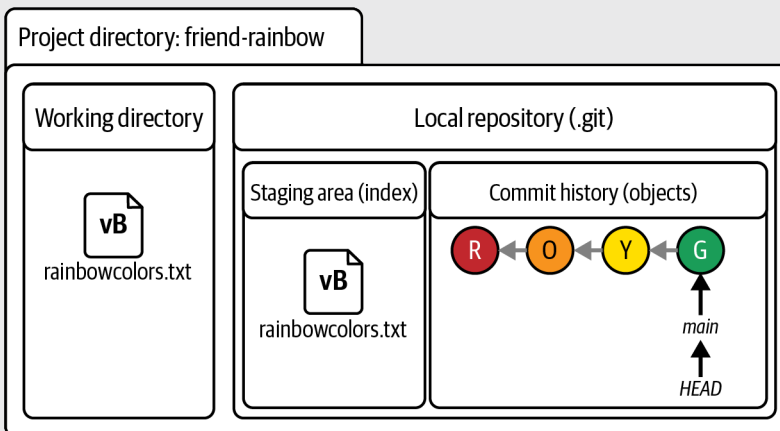 Project directory: friend-rainbow
Working directory
Local repository (.git)
Staging area (index)
Commit history (objects)
vB
rainbowcolors.txt
vB
rainbowcolors.txt
R
O
Y
G
main
HEAD